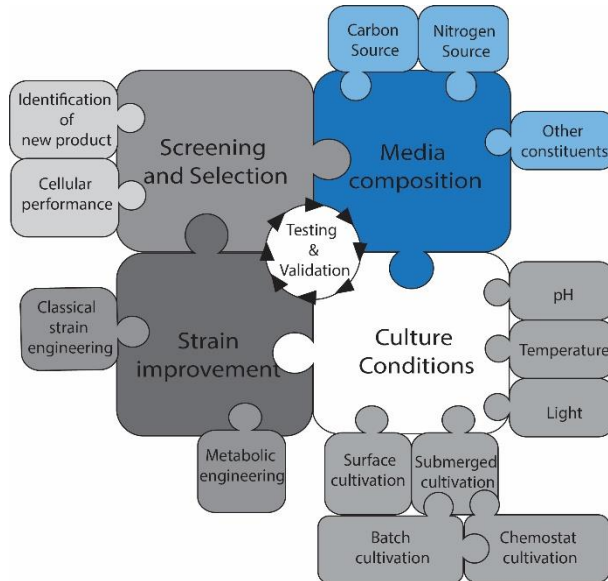 Carbon
Source
Nitrogen
Source
Identification
of
new product
Cellular
performance
Screening
and Selection
Media
composition
Other
constituents
Testing
&
Validation
Classical
strain
engineering
Strain
improvement
Culture
Conditions
pH
Temperature
Light
Metabolic
engineering
Surface
cultivation
Submerged
cultivation
Batch
cultivation
Chemostat
cultivation